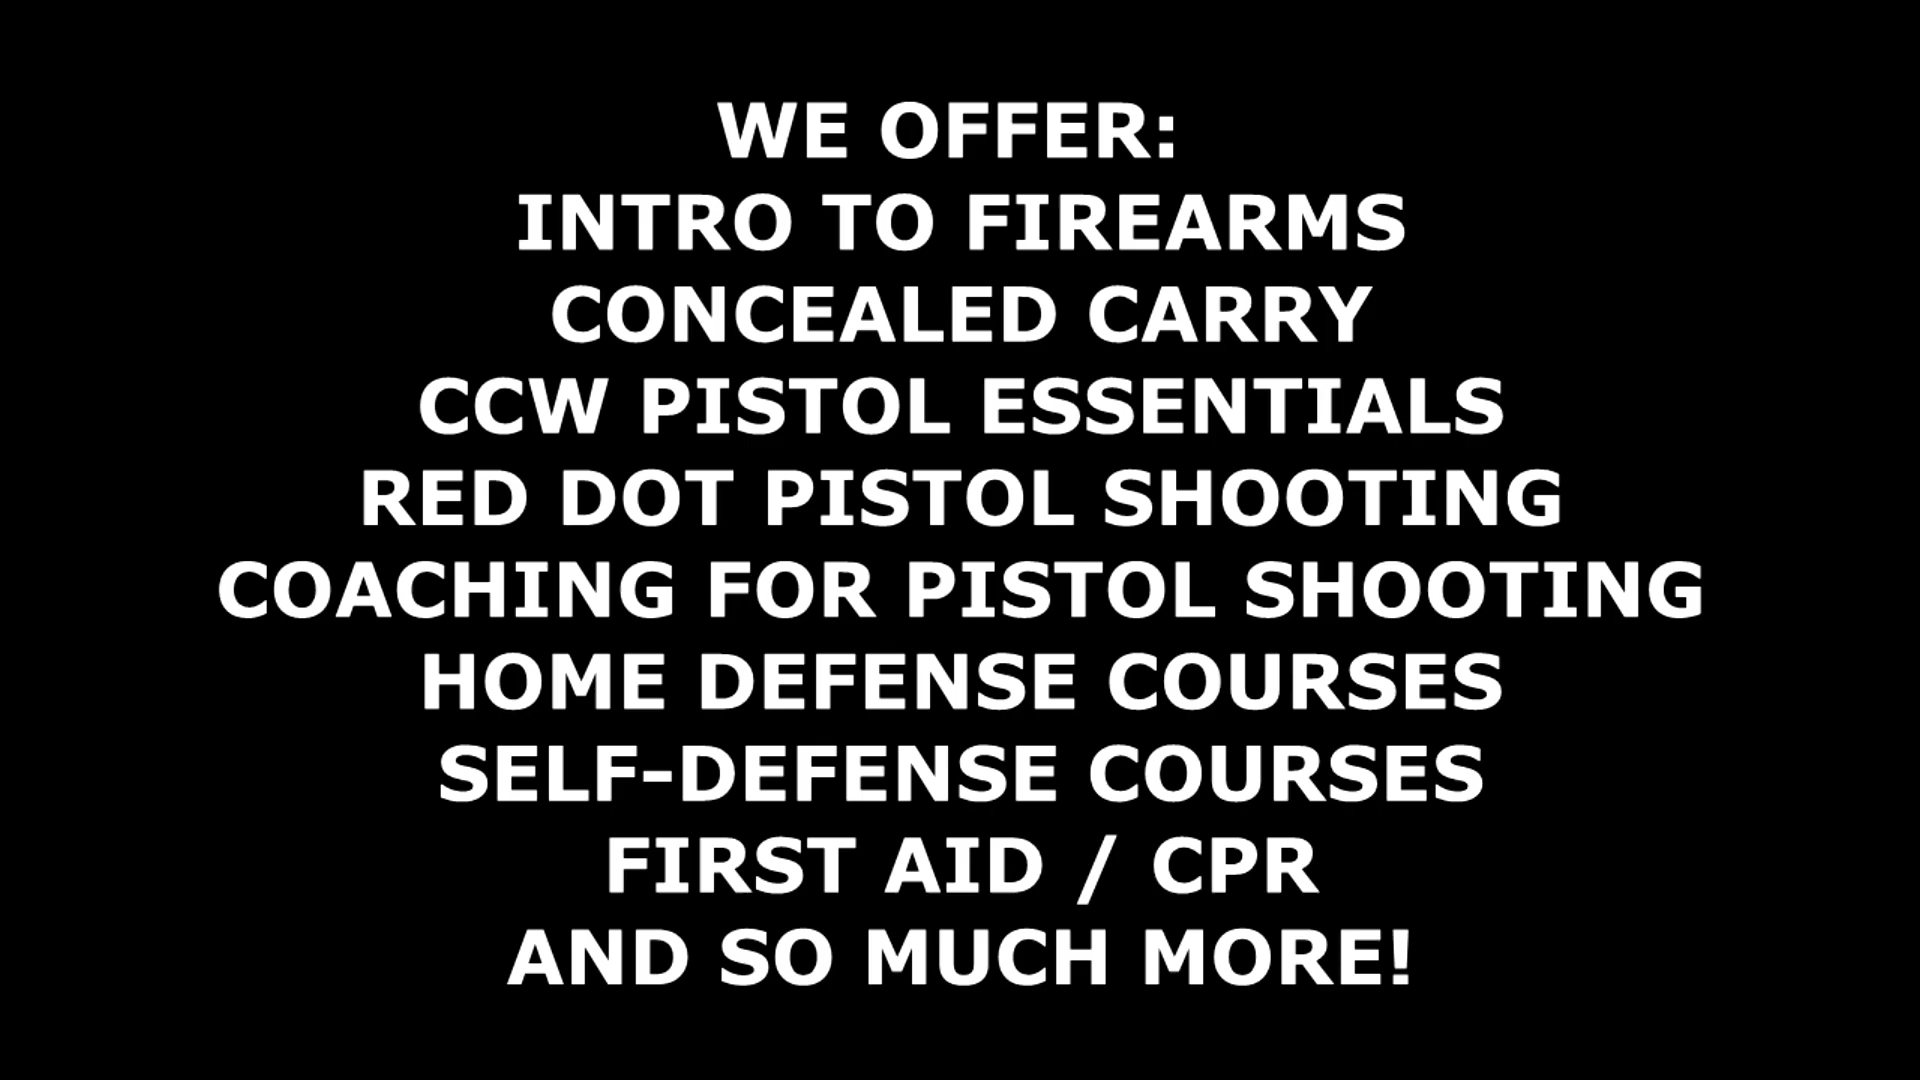 WE OFFER:
INTRO TO FIREARMS
CONCEALED CARRY
CCW PISTOL ESSENTIALS
RED DOT PISTOL SHOOTING
COACHING FOR PISTOL SHOOTING
HOME DEFENSE COURSES
SELF-DEFENSE COURSES
FIRST AID / CPR
AND SO MUCH MORE!